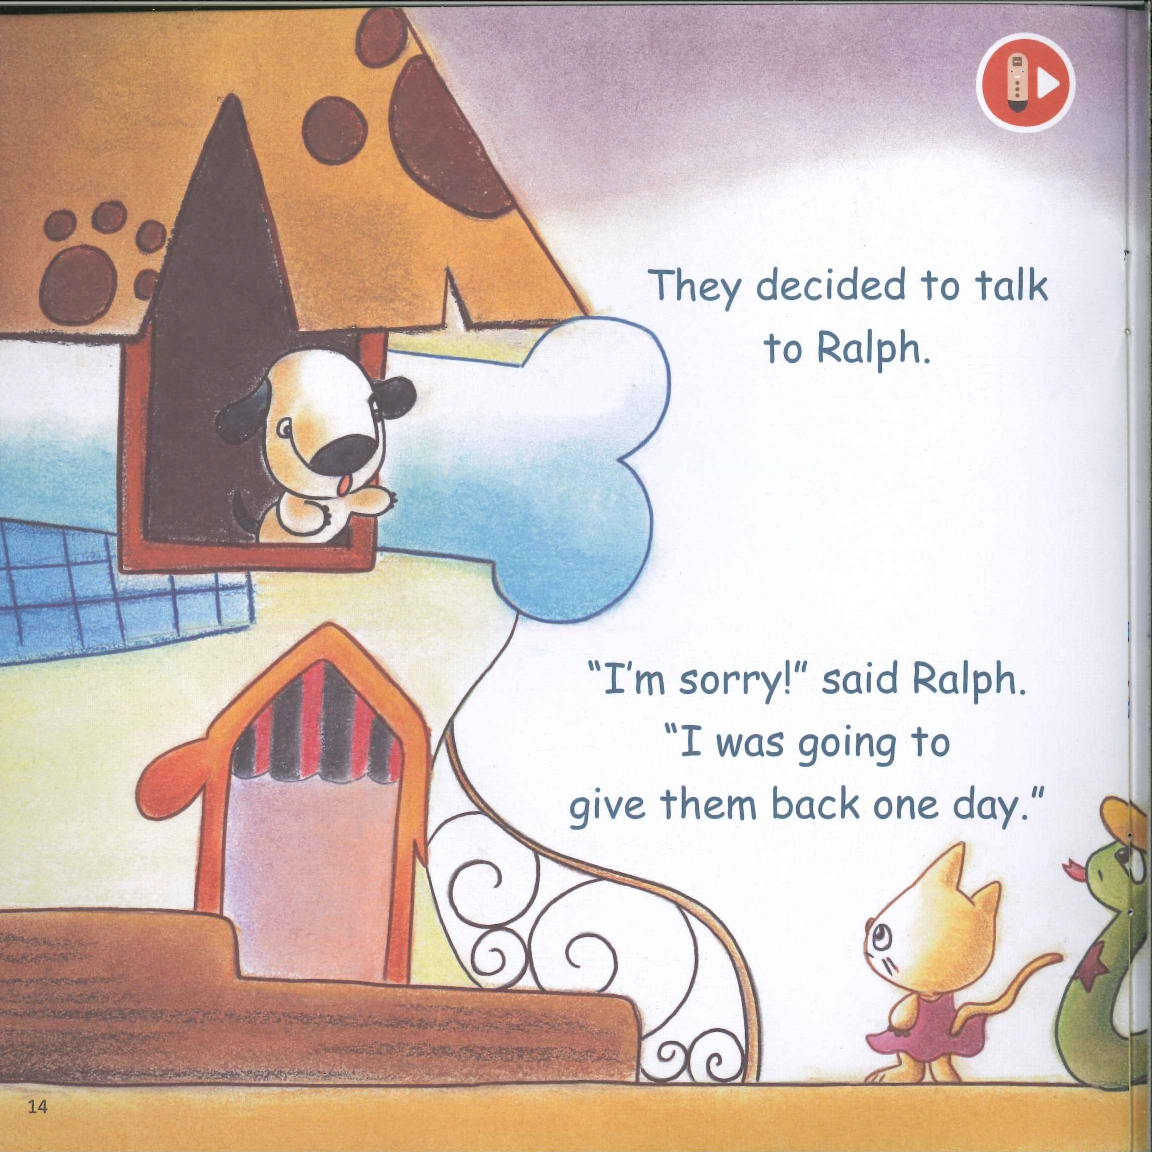 They decided to talk
to Ralph.
“I’m sorry!” said Ralph.
“I was going to
give them back one day.”
14